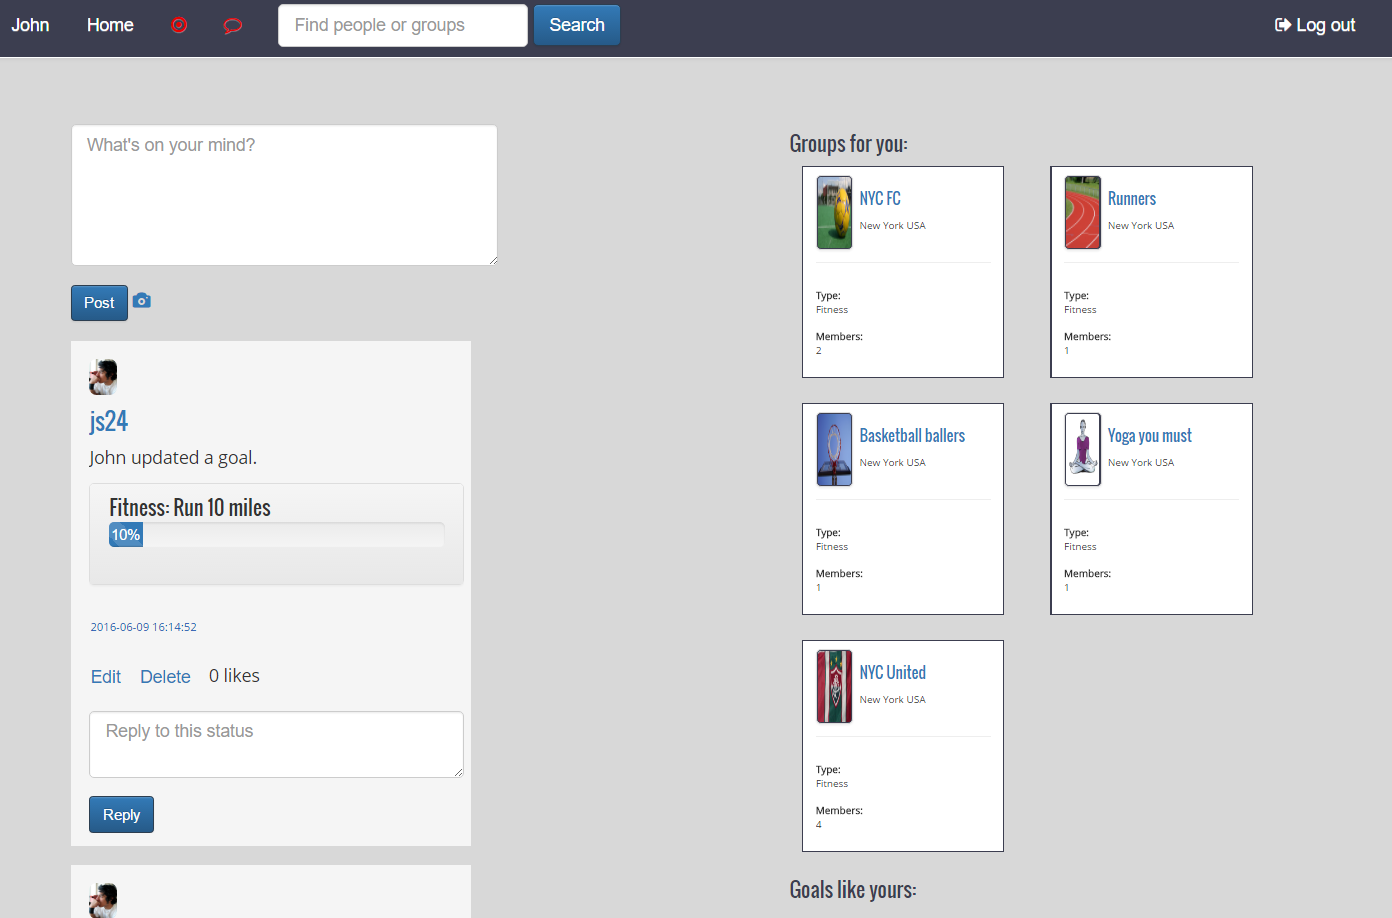 John Home Find people or groups Search Log out
What's on your mind?
Post
js24
John updated a goal.
Fitness: Run 10 miles
10%
2016-06-09 16:14:52
Edit Delete 0 likes
Reply to this status
Reply
Groups for you:
NYC FC
New York USA
Type:
Fitness
Members:
2
Runners
New York USA
Type:
Fitness
Members:
1
Basketball ballers
New York USA
Type:
Fitness
Members:
1
Yoga you must
New York USA
Type:
Fitness
Members:
1
NYC United
New York USA
Type:
Fitness
Members:
4
Goals like yours: